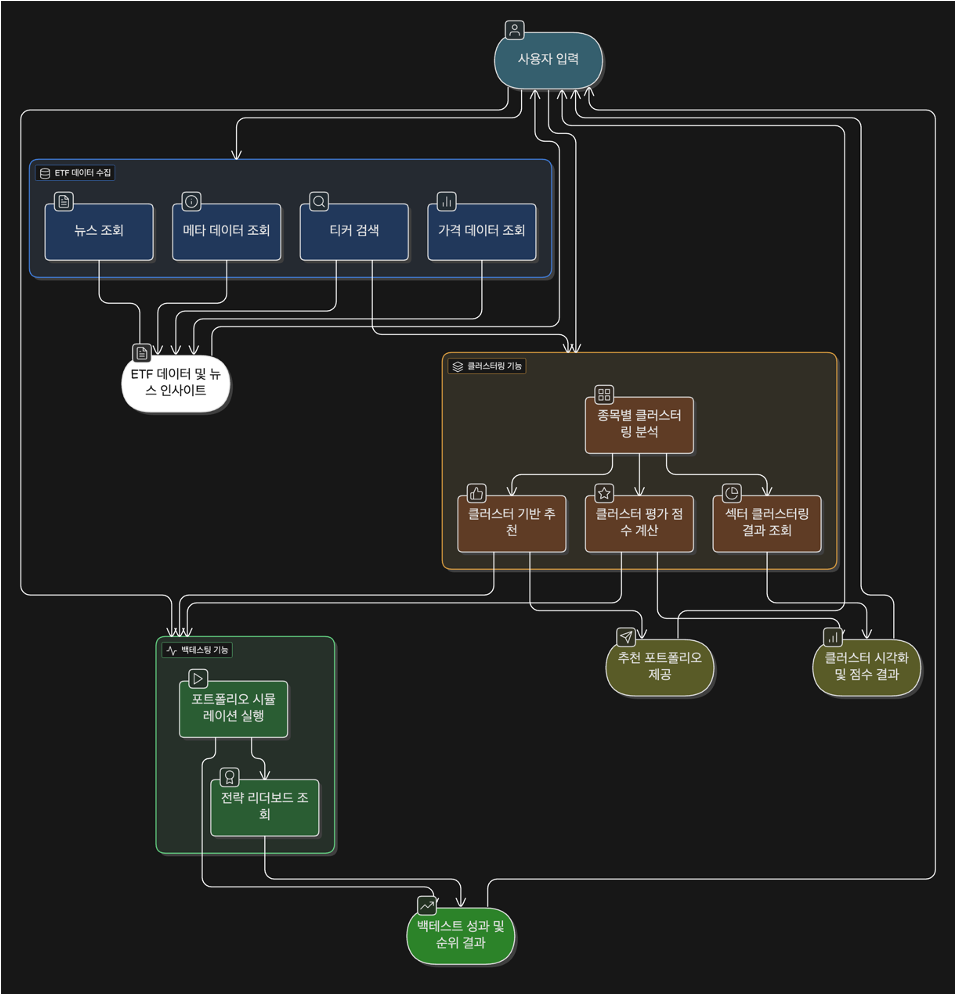 사용자 입력
ETF 데이터 수집
뉴스 조회
메타 데이터 조회
티커 검색
가격 데이터 조회
ETF 데이터 및 뉴
스 인사이트
클러스터링 기능
종목별 클러스터
링 분석
클러스터 기반 추
천
클러스터 평가 점
수 계산
섹터 클러스터링
결과 조회
백테스팅 기능
포트폴리오 시뮬
레이션 실행
전략 리더보드 조
회
추천 포트폴리오
제공
클러스터 시각화
및 점수 결과
백테스트 성과 및
순위 결과